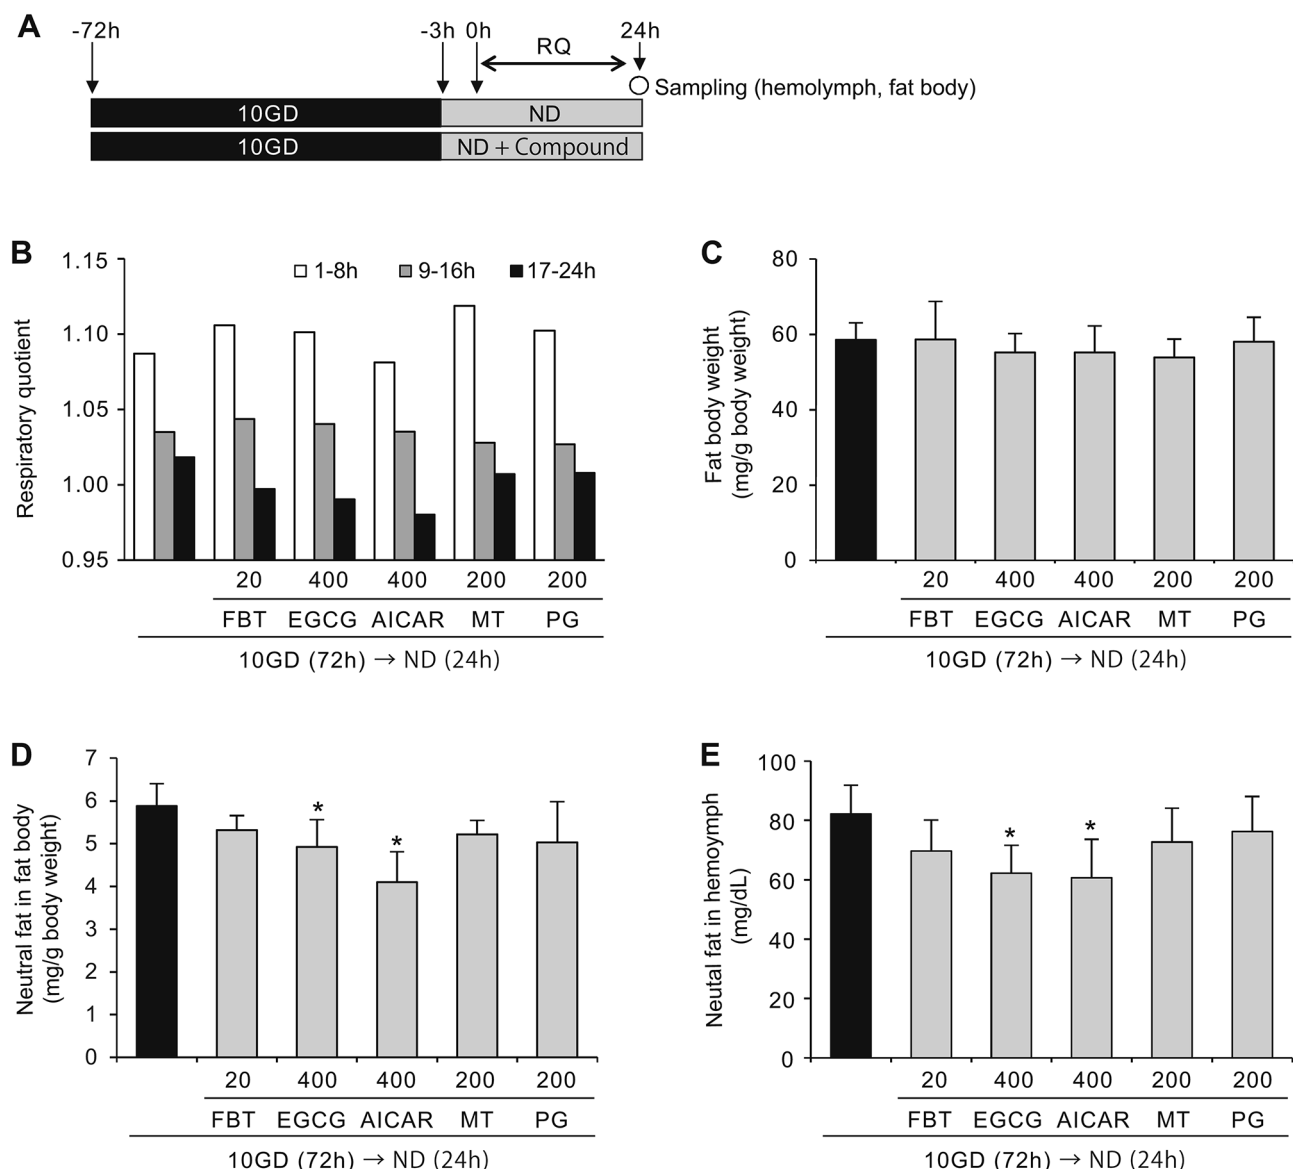 A
-72h -3h 0h 24h
RQ
Sampling (hemolymph, fat body)
10GD ND
10GD ND + Compound
B
Respiratory quotient
1.15
1.10
1.05
1.00
0.95
1-8h 9-16h 17-24h
20 400 400 200 200
FBT EGCG AICAR MT PG
10GD (72h) → ND (24h)
C
Fat body weight
(mg/g body weight)
80
60
40
20
0
20 400 400 200 200
FBT EGCG AICAR MT PG
10GD (72h) → ND (24h)
D
Neutral fat in fat body
(mg/g body weight)
7
6
5
4
3
2
1
0
* *
20 400 400 200 200
FBT EGCG AICAR MT PG
10GD (72h) → ND (24h)
E
Neutal fat in hemoymph
(mg/dL)
100
80
60
40
20
0
* *
20 400 400 200 200
FBT EGCG AICAR MT PG
10GD (72h) → ND (24h)